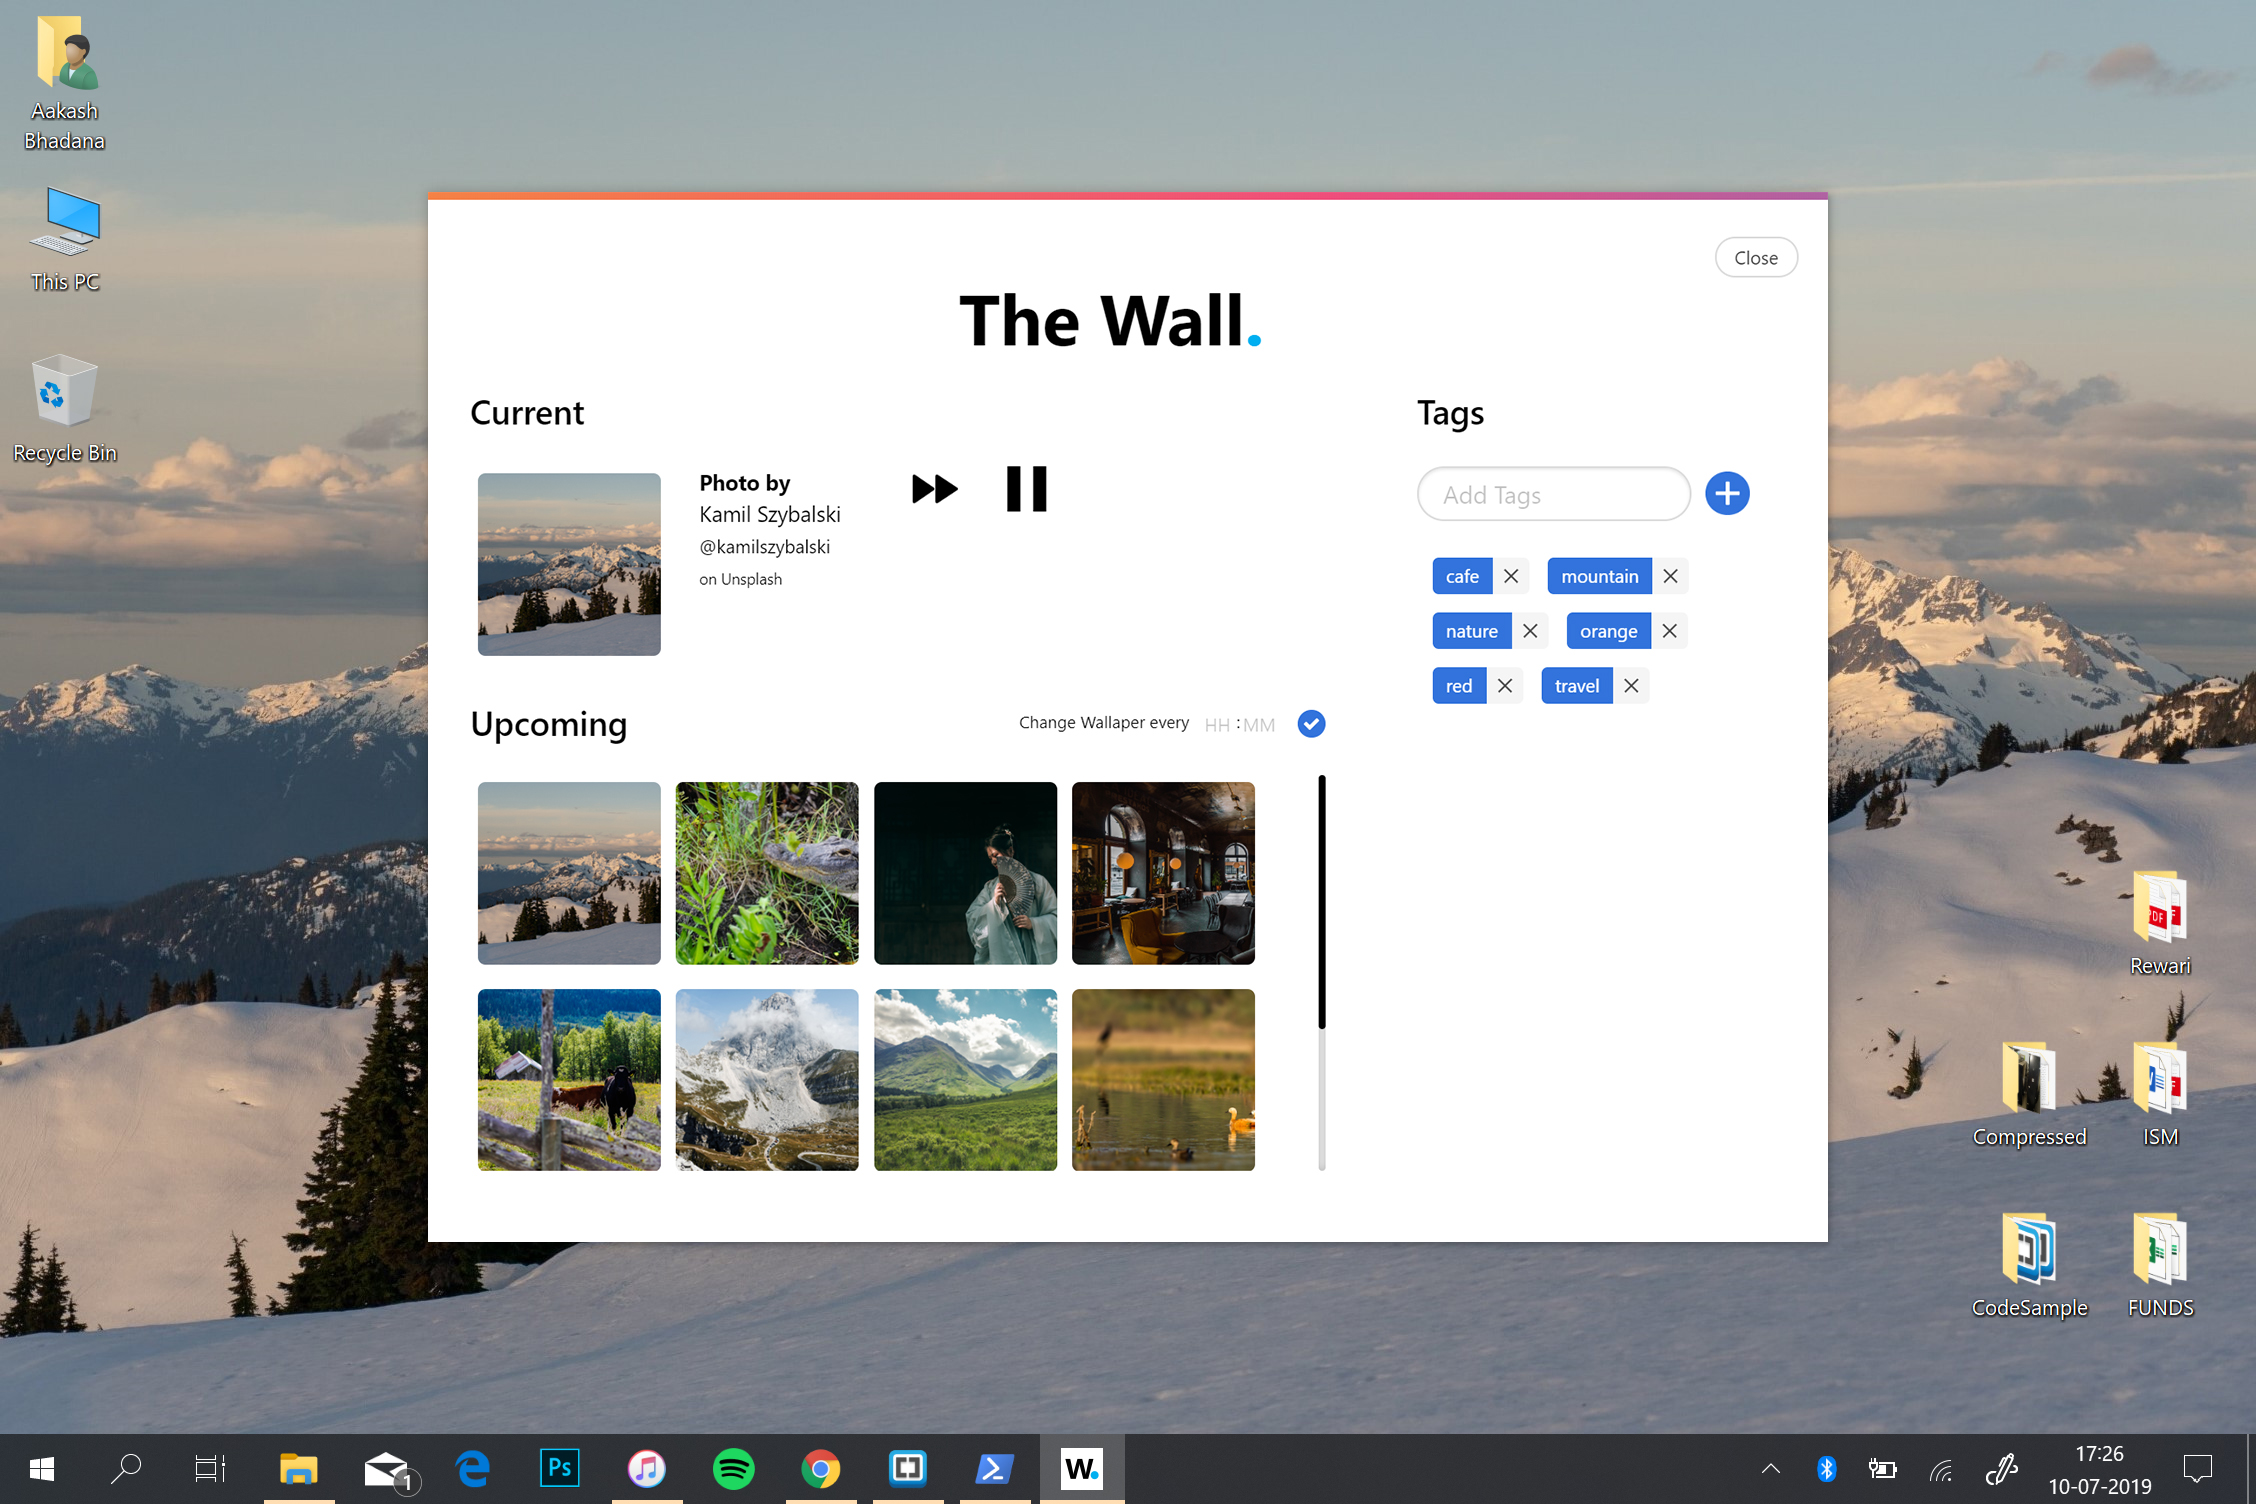 Aakash
Bhadana
This PC
Recycle Bin
Close
The Wall.
Current
Photo by
Kamil Szybalski
@kamilszybalski
on Unsplash
Tags
Add Tags
cafe
mountain
nature
orange
red
travel
Upcoming
Change Wallaper every HH : MM
PDF
Rewari
Compressed
ISM
CodeSample
FUNDS
1
Ps
W.
17:26
10-07-2019